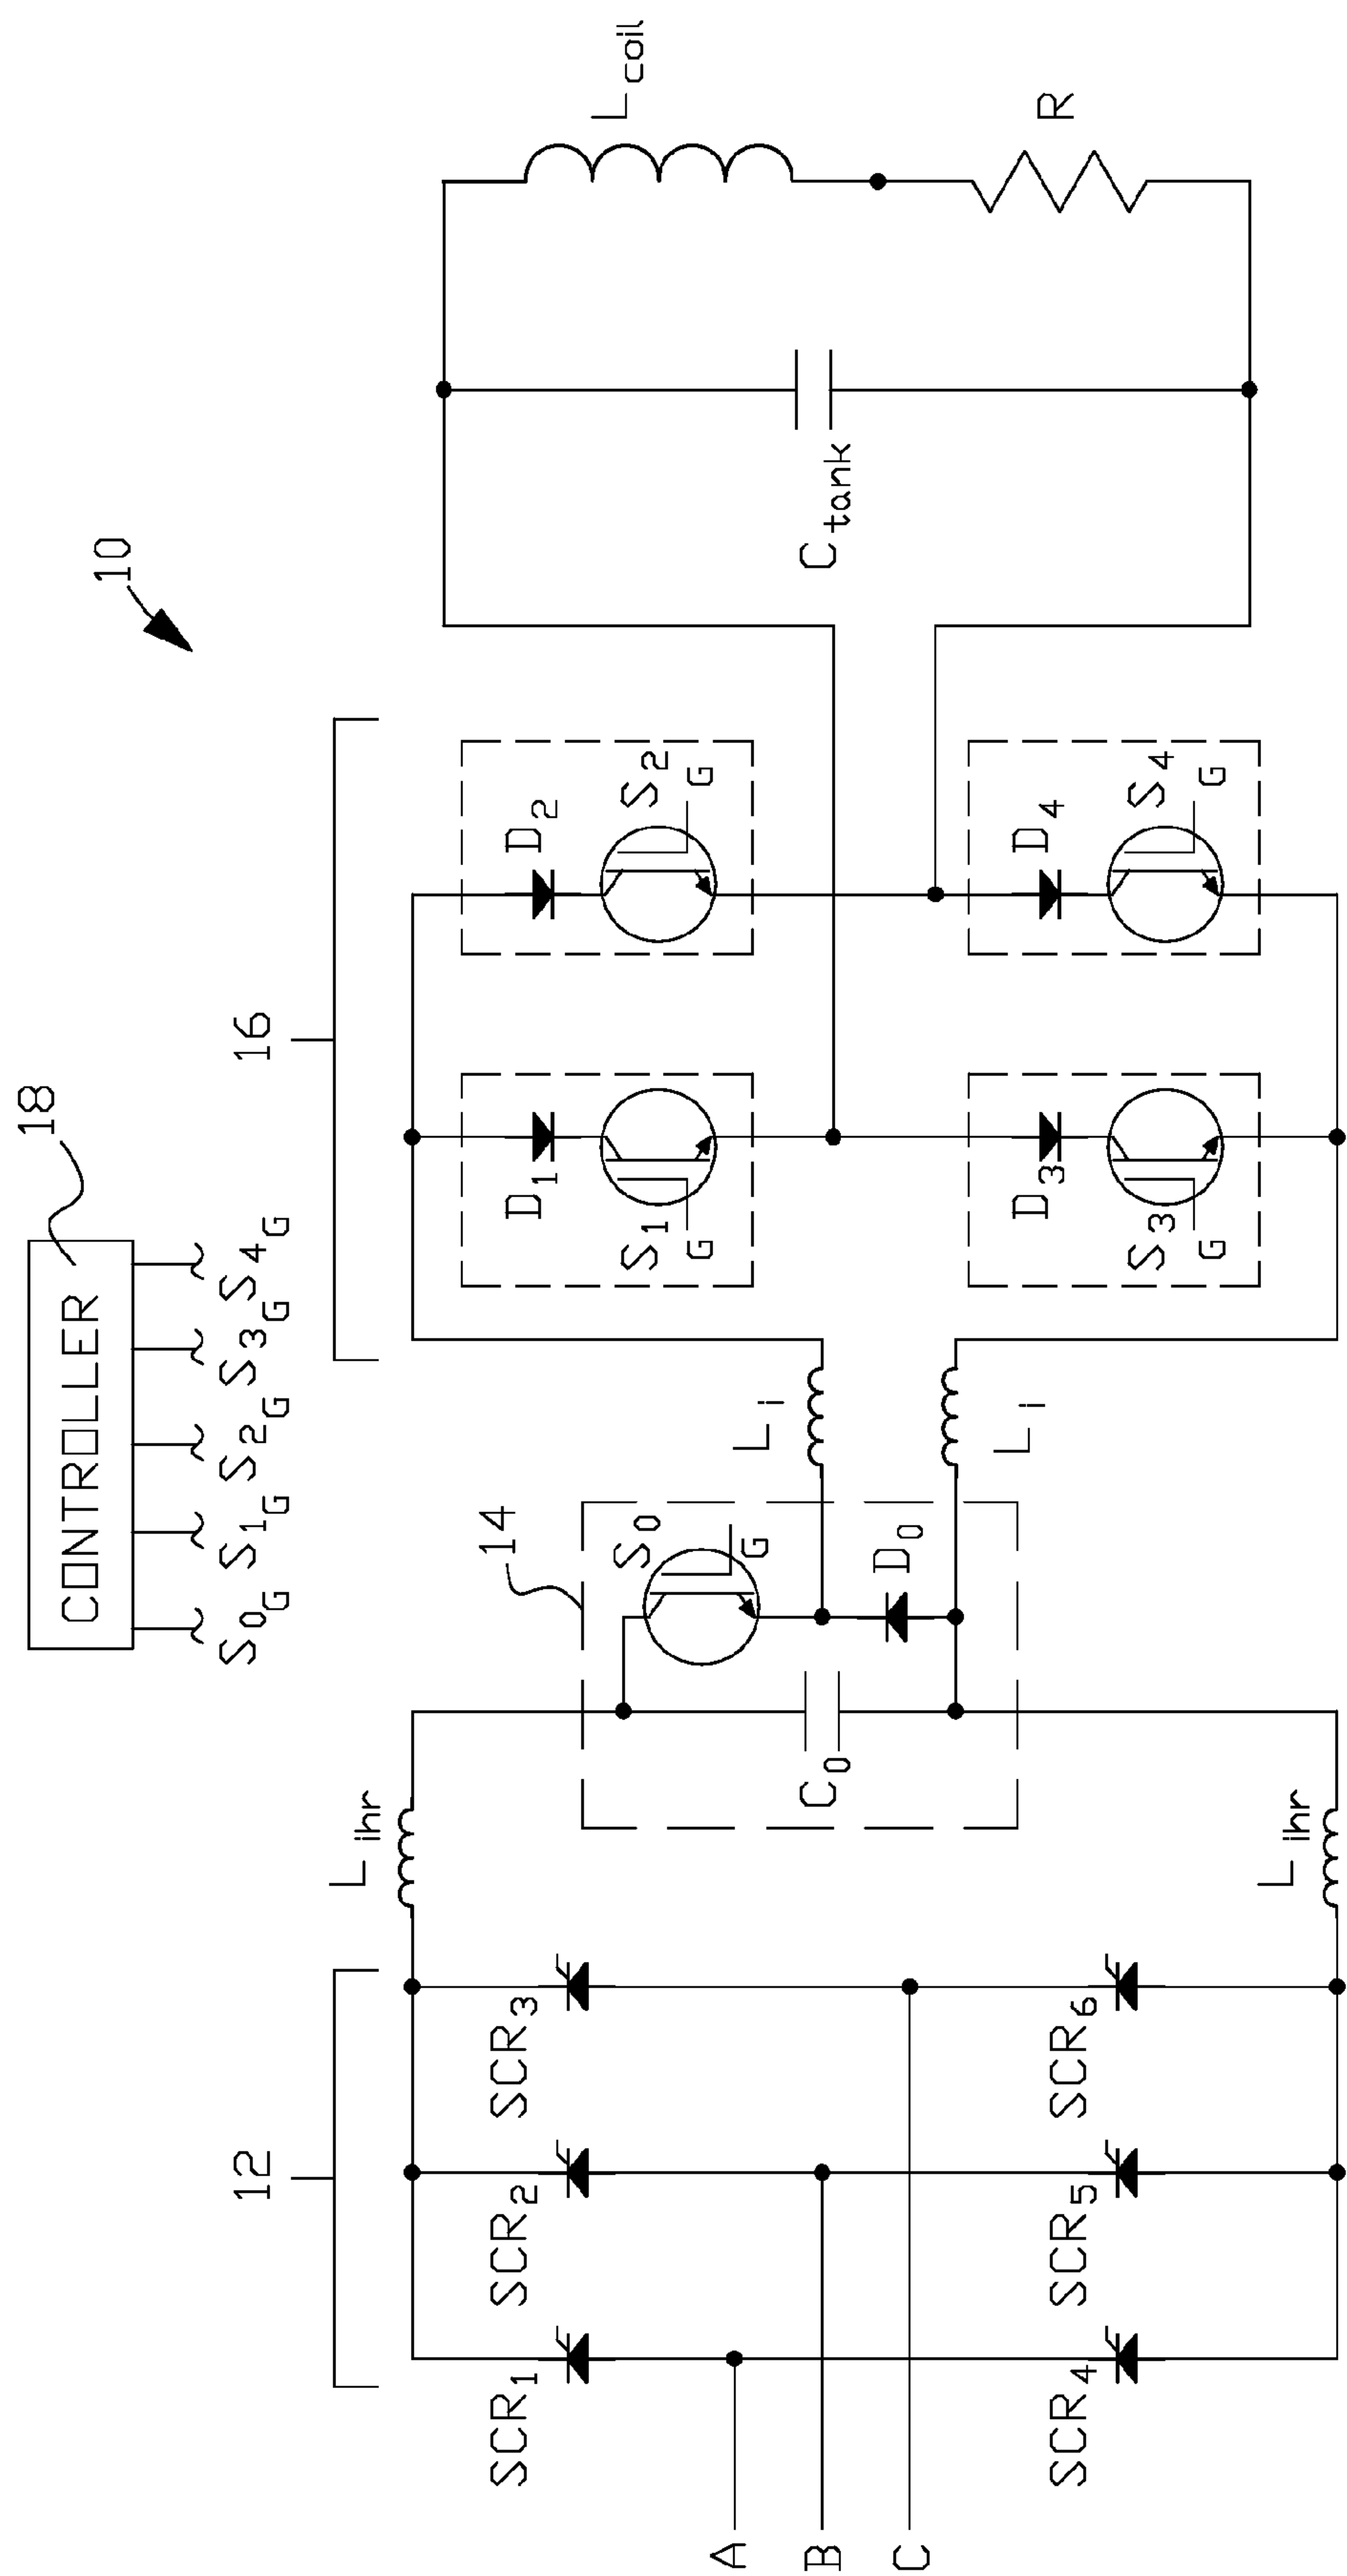 10
18
CONTROLLER
S0G
S1G
S2G
S3G
S4G
12
14
16
SCR1
SCR2
SCR3
SCR4
SCR5
SCR6
A
B
C
Lihr
Lihr
C0
S0
G
D0
Li
Li
D1
S1
G
D2
S2
G
D3
S3
G
D4
S4
G
Ctank
Lcoil
R